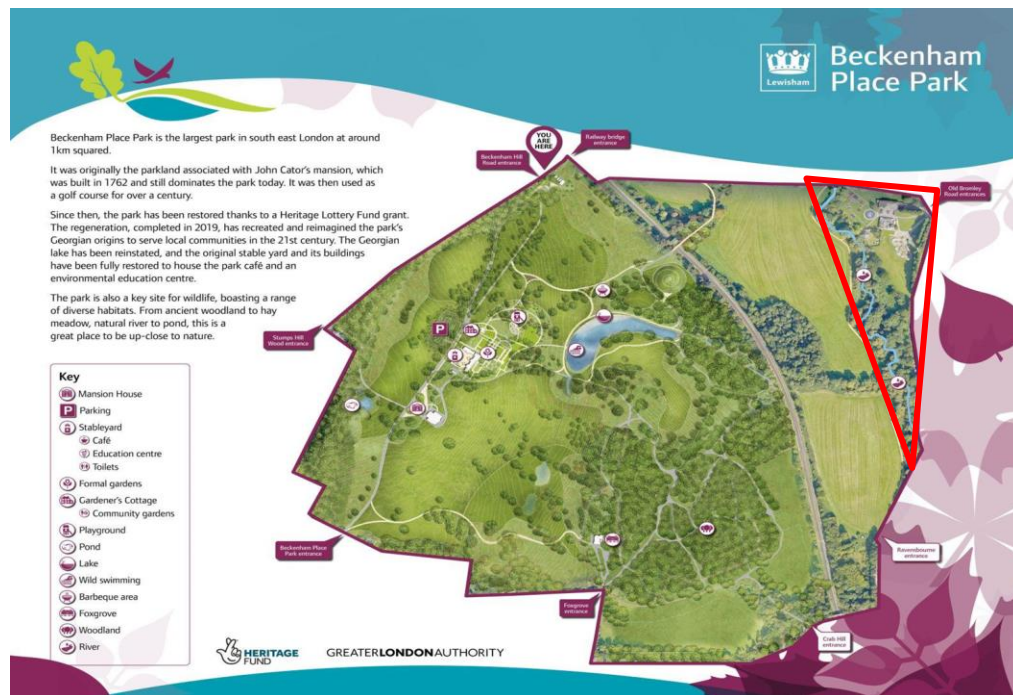 Lewisham
Beckenham
Place Park
Beckenham Place Park is the largest park in south east London at around
1km squared.
It was originally the parkland associated with John Cator's mansion, which
was built in 1762 and still dominates the park today. It was then used as
a golf course for over a century.
Since then, the park has been restored thanks to a Heritage Lottery Fund grant.
The regeneration, completed in 2019, has recreated and reimagined the park's
Georgian origins to serve local communities in the 21st century. The Georgian
lake has been reinstated, and the original stable yard and its buildings
have been fully restored to house the park café and an
environmental education centre.
The park is also a key site for wildlife, boasting a range
of diverse habitats. From ancient woodland to hay
meadow, natural river to pond, this is a
great place to be up-close to nature.
YOU
ARE
HERE
Railway bridge
entrance
Beckenham Hill
Road entrance
Old Bromley
Road entrances
Stumps Hill
Wood entrance
P
Beckenham Place
Park entrance
Foxgrove
entrance
Ravensbourne
entrance
Crab Hill
entrance
Key
Mansion House
P Parking
Stableyard
Café
Education centre
Toilets
Formal gardens
Gardener's Cottage
Community gardens
Playground
Pond
Lake
Wild swimming
Barbeque area
Foxgrove
Woodland
River
HERITAGE
FUND
GREATERLONDONAUTHORITY